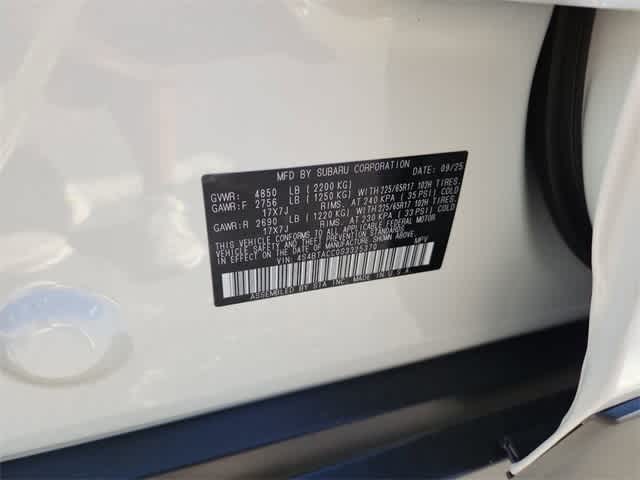 MFD BY SUBARU CORPORATION DATE: 09/25
GVWR: 4850 LB ( 2200 KG)
GAWR:F 2756 LB ( 1250 KG) WITH 225/65R17 102H TIRES,
17X7J RIMS, AT 240 KPA ( 35 PSI) COLD
GAWR:R 2690 LB ( 1220 KG) WITH 225/65R17 102H TIRES,
17X7J RIMS, AT 230 KPA ( 33 PSI) COLD
THIS VEHICLE CONFORMS TO ALL APPLICABLE FEDERAL MOTOR
VEHICLE SAFETY STANDARDS IN EFFECT ON THE DATE OF
MANUFACTURE SHOWN ABOVE. MPV
VIN
ASSEMBLED BY SIA INC. MADE IN U.S.A.